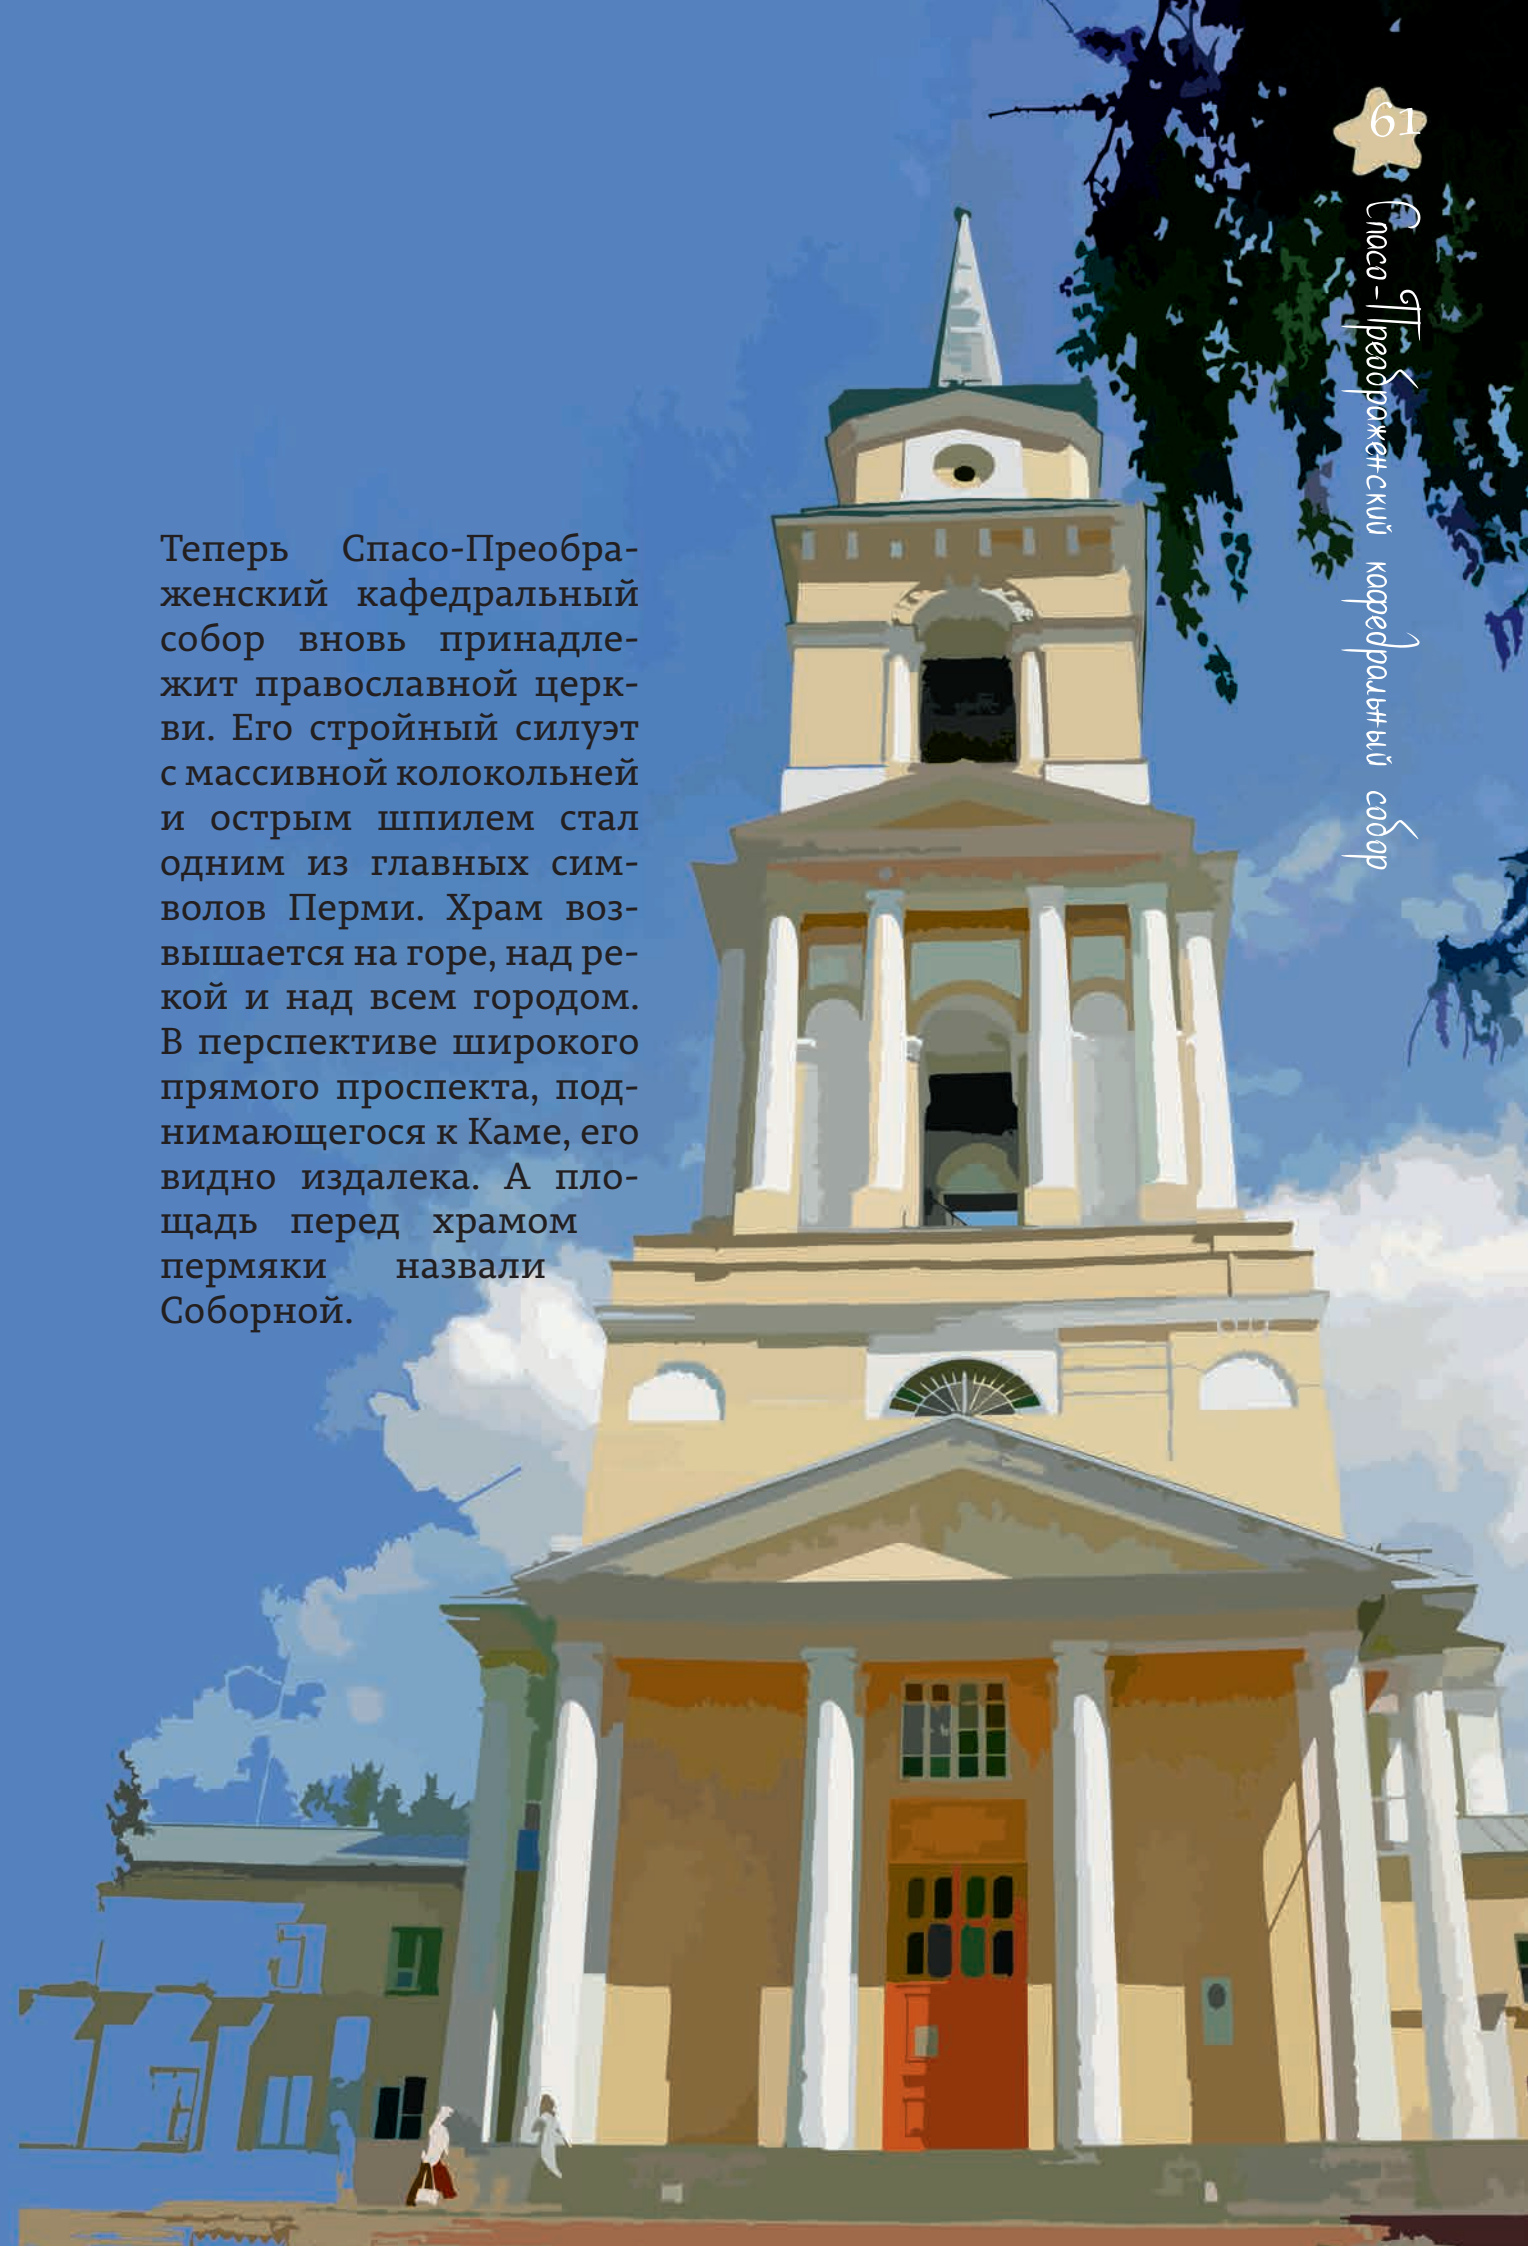 61
Спасо-Преображенский кафедральный собор
Теперь Спасо-Преобра-
женский кафедральный
собор вновь принадле-
жит православной церк-
ви. Его стройный силуэт
с массивной колокольней
и острым шпилем стал
одним из главных сим-
волов Перми. Храм воз-
вышается на горе, над ре-
кой и над всем городом.
В перспективе широкого
прямого проспекта, под-
нимающегося к Каме, его
видно издалека. А пло-
щадь перед храмом
пермяки назвали
Соборной.